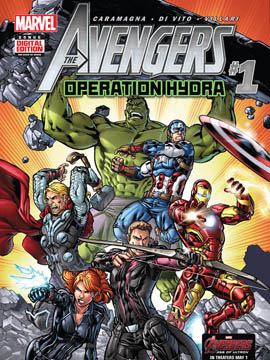 CARAMAGNA · DI VITO · VILLARI
MARVEL
BONUS
DIGITAL
EDITION
THE AVENGERS
#1
OPERATION HYDRA
AVENGERS
AGE OF ULTRON
IN THEATERS MAY 1